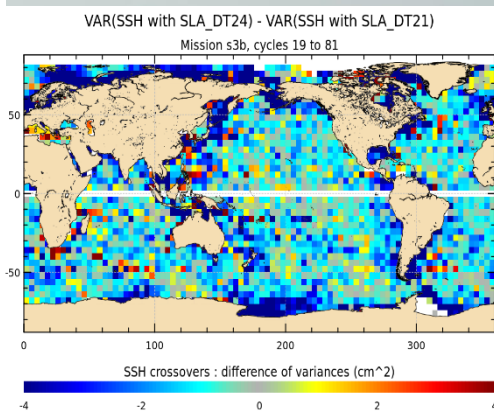 VAR(SSH with SLA_DT24) - VAR(SSH with SLA_DT21)
Mission s3b, cycles 19 to 81
50
0
-50
0 100 200 300
SSH crossovers : difference of variances (cm^2)
-4 -2 0 2 4